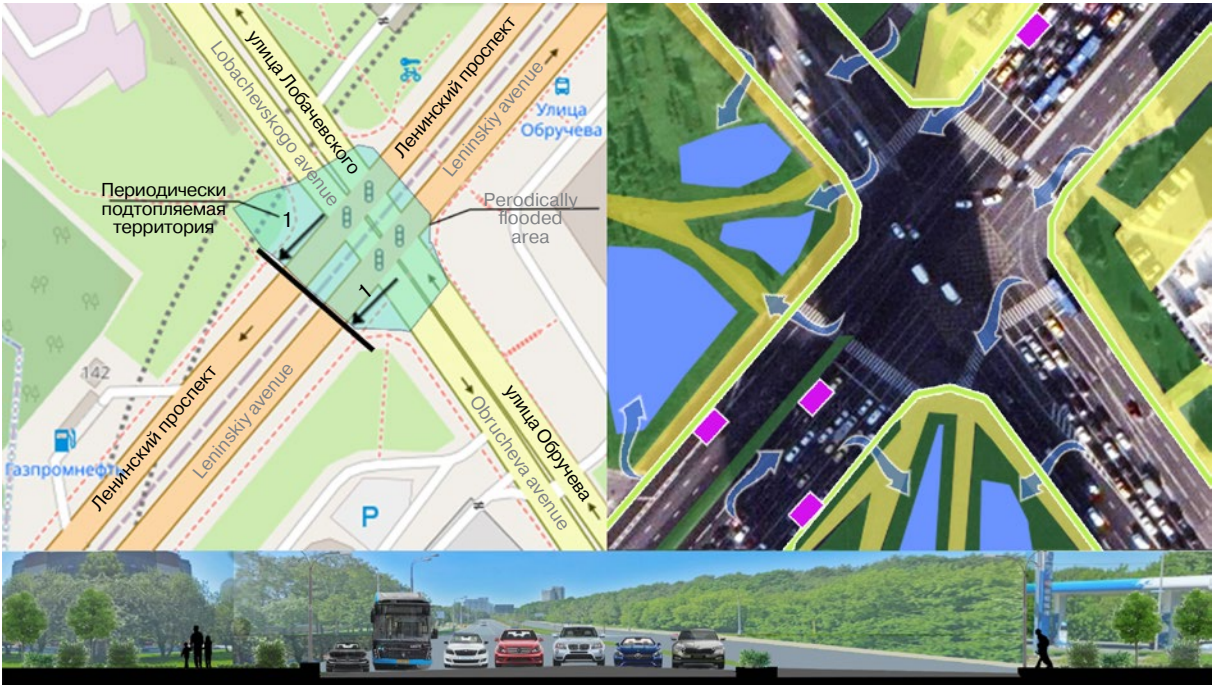 улица Лобачевского
Lobachevskogo avenue
Ленинский проспект
Leninskiy avenue
Улица
Обручева
Периодически
подтопляемая
территория
1
Perodically
flooded
area
1
142
Газпромнефть
Ленинский проспект
Leninskiy avenue
P
улица Обручева
Obrucheva avenue